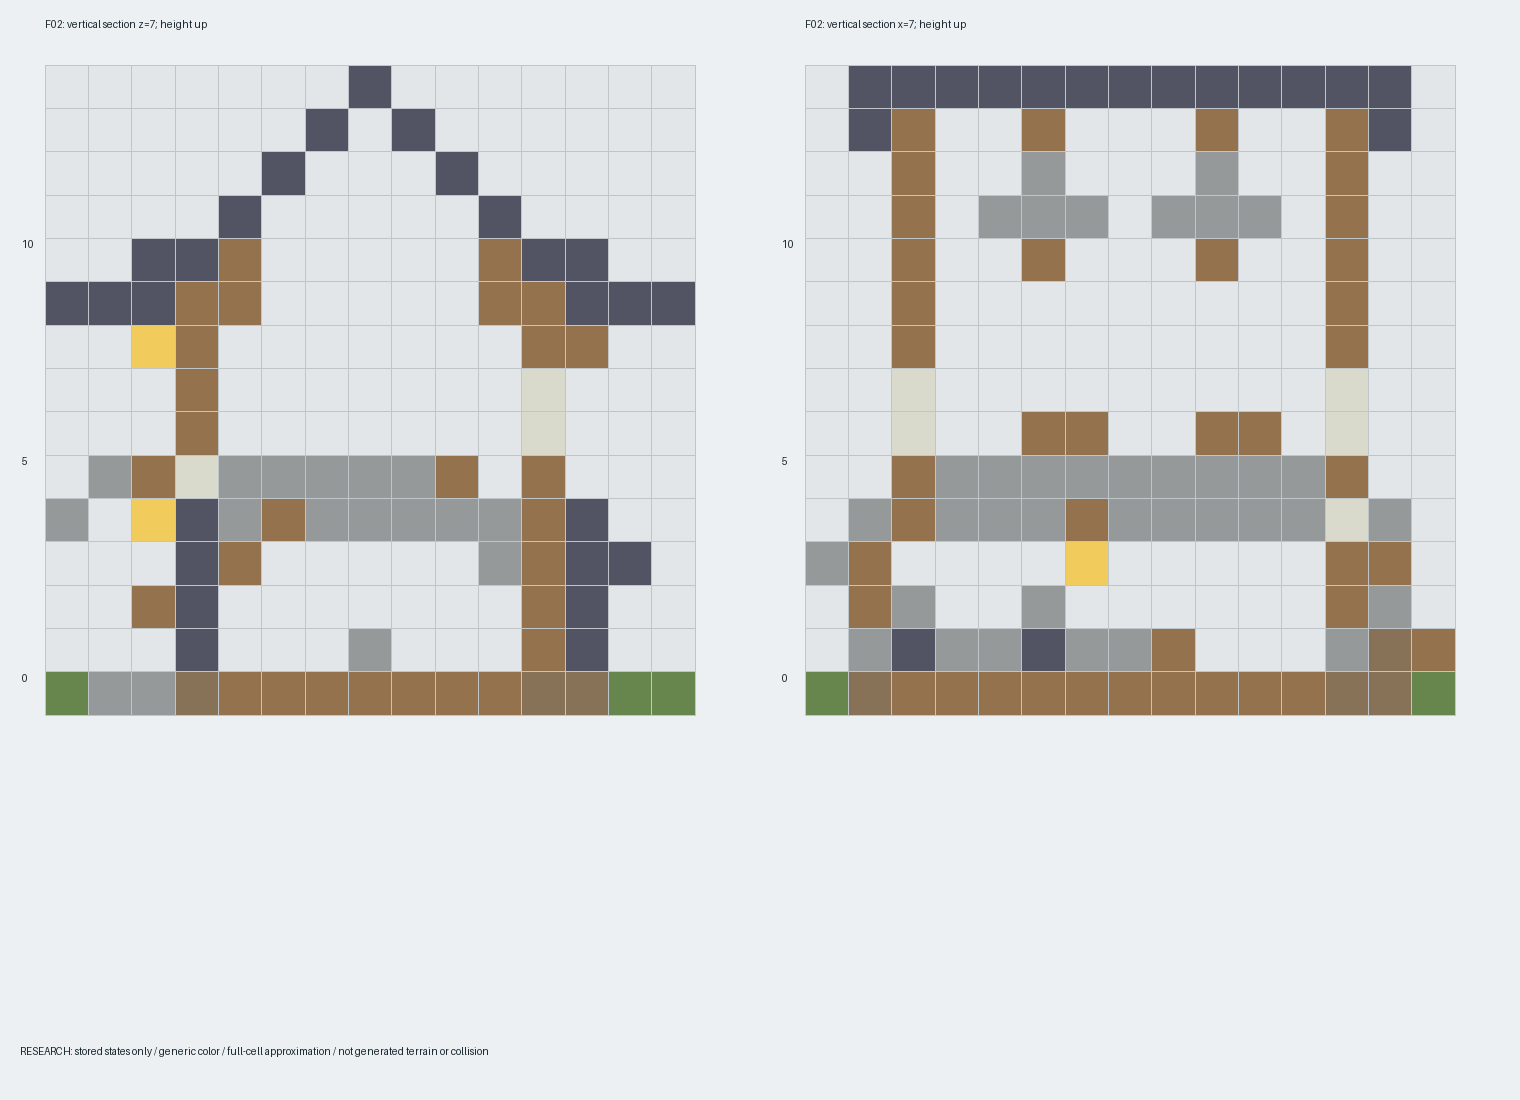 F02: vertical section z=7; height up
F02: vertical section x=7; height up
10
10
5
5
0
0
RESEARCH: stored states only / generic color / full-cell approximation / not generated terrain or collision